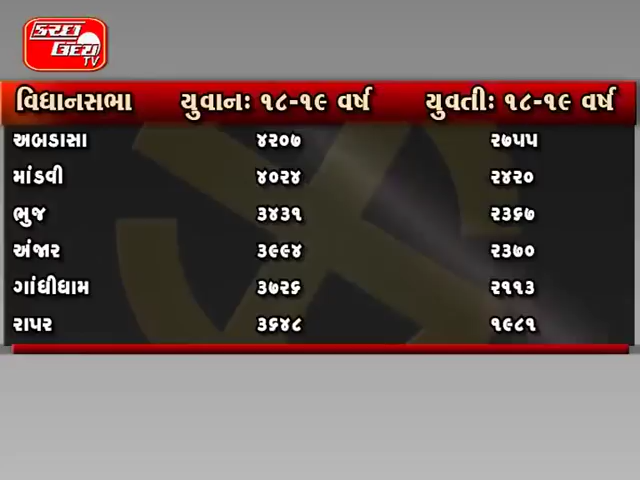 કચ્છ
ઉદય
TV
વિધાનસભા યુવાનઃ ૧૮-૧૯ વર્ષ યુવતીઃ ૧૮-૧૯ વર્ષ
અબડાસા ૪૨૦૭ ૨૭૫૫
માંડવી ૪૦૨૪ ૨૪૨૦
ભુજ ૩૪૩૧ ૨૩૬૭
અંજાર ૩૯૯૪ ૨૩૭૦
ગાંધીધામ ૩૭૨૬ ૨૧૧૩
રાપર ૩૬૪૮ ૧૯૮૧